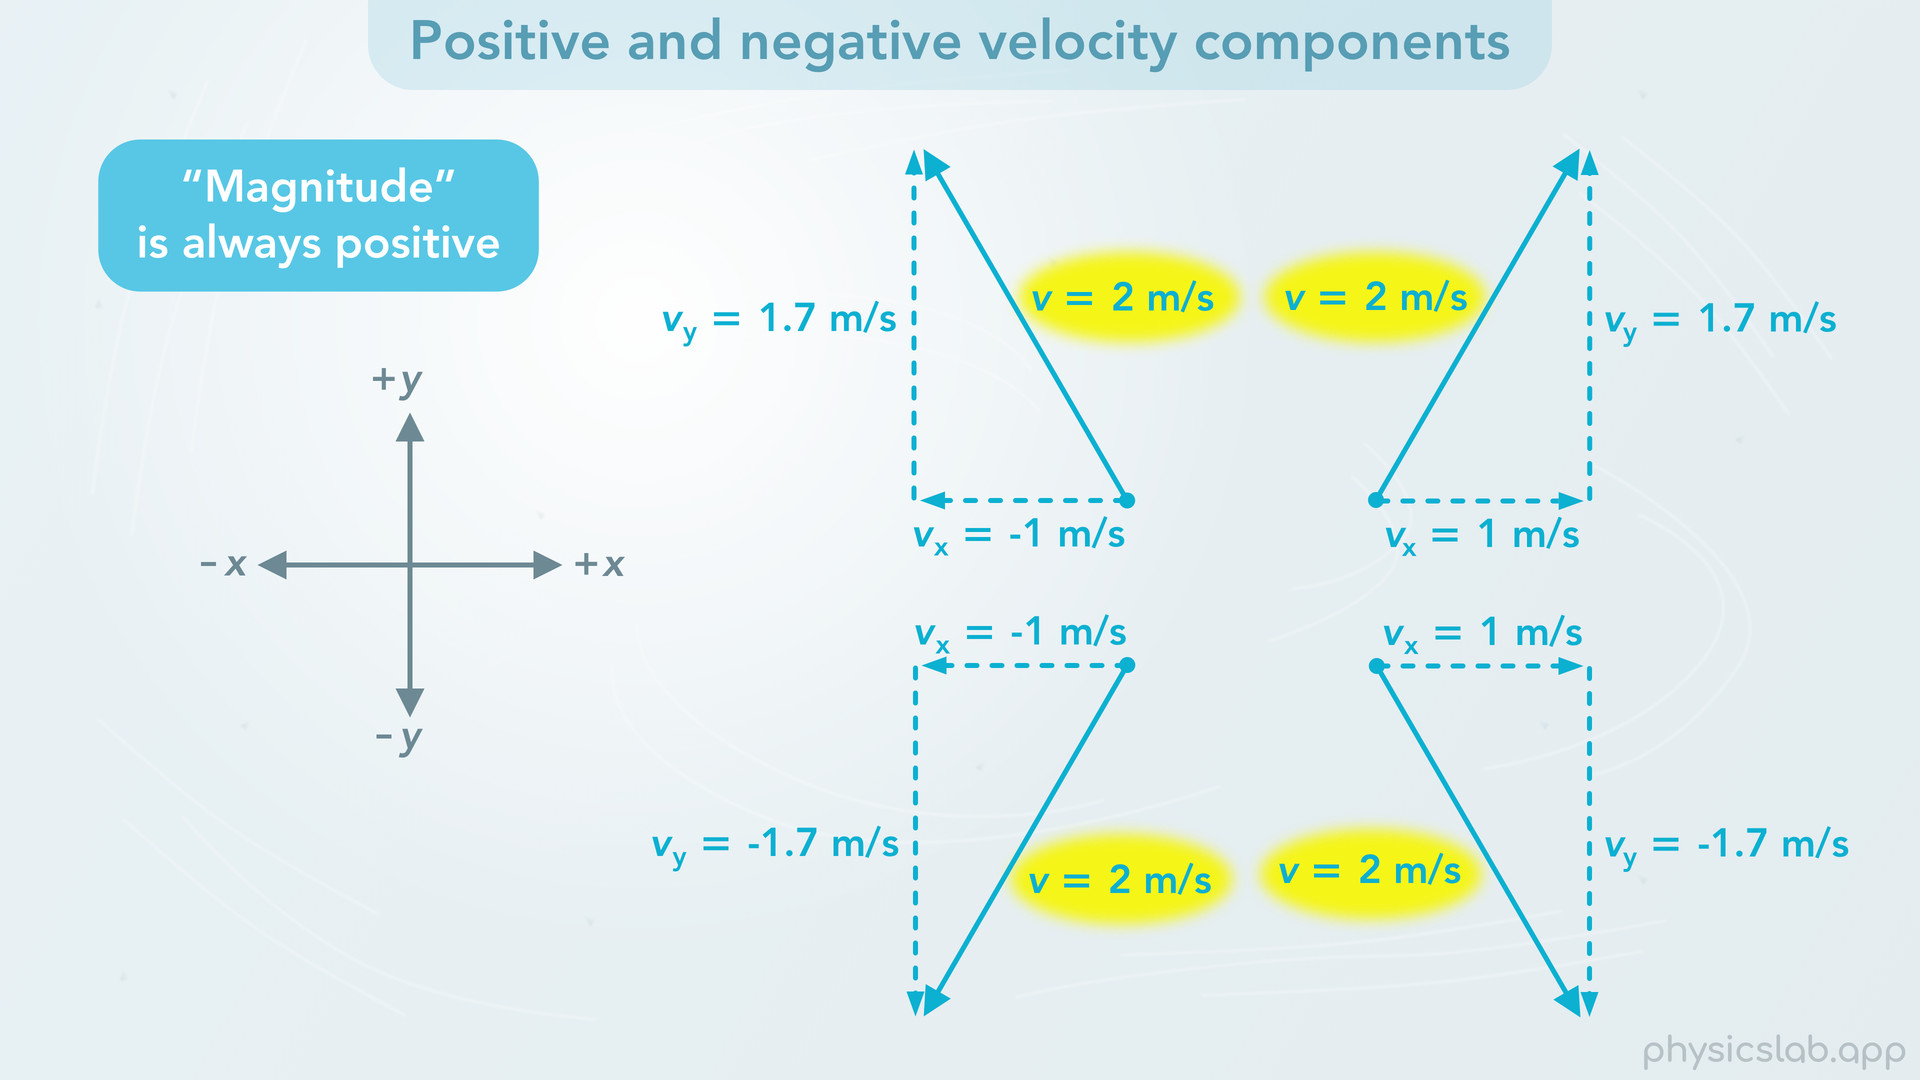 Positive and negative velocity components
“Magnitude”
is always positive
+y
-x
+x
-y
vy = 1.7 m/s
v = 2 m/s
vx = -1 m/s
v = 2 m/s
vy = 1.7 m/s
vx = 1 m/s
vx = -1 m/s
vy = -1.7 m/s
v = 2 m/s
vx = 1 m/s
v = 2 m/s
vy = -1.7 m/s
physicslab.app